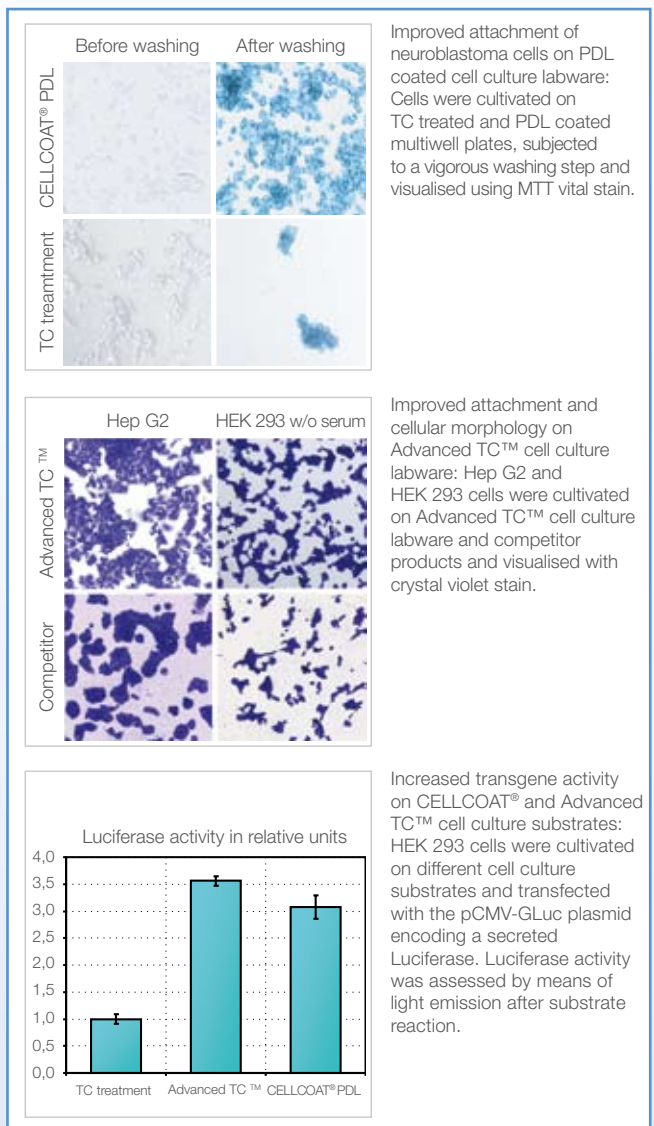 Before washing
After washing
CELLCOAT® PDL
TC treamtment
Improved attachment of
neuroblastoma cells on PDL
coated cell culture labware:
Cells were cultivated on
TC treated and PDL coated
multiwell plates, subjected
to a vigorous washing step and
visualised using MTT vital stain.
Hep G2
HEK 293 w/o serum
Advanced TC ™
Competitor
Improved attachment and
cellular morphology on
Advanced TC™ cell culture
labware: Hep G2 and
HEK 293 cells were cultivated
on Advanced TC™ cell culture
labware and competitor
products and visualised with
crystal violet stain.
Luciferase activity in relative units
4,0
3,5
3,0
2,5
2,0
1,5
1,0
0,5
0,0
TC treatment
Advanced TC ™
CELLCOAT® PDL
Increased transgene activity
on CELLCOAT® and Advanced
TC™ cell culture substrates:
HEK 293 cells were cultivated
on different cell culture
substrates and transfected
with the pCMV-GLuc plasmid
encoding a secreted
Luciferase. Luciferase activity
was assessed by means of
light emission after substrate
reaction.